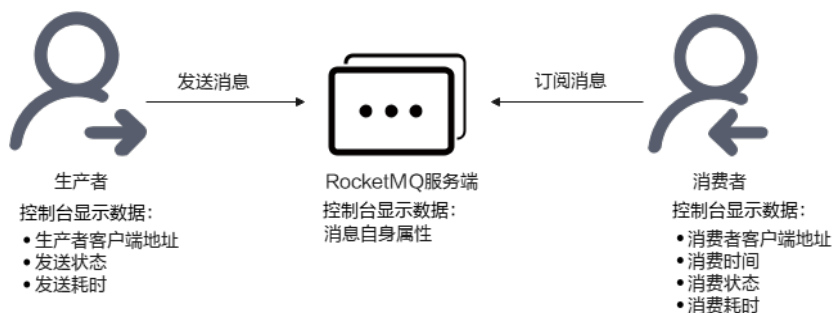 发送消息
订阅消息
生产者
RocketMQ服务端
消费者
控制台显示数据：
•生产者客户端地址
•发送状态
•发送耗时
控制台显示数据：
消息自身属性
控制台显示数据：
•消费者客户端地址
•消费时间
•消费状态
•消费耗时